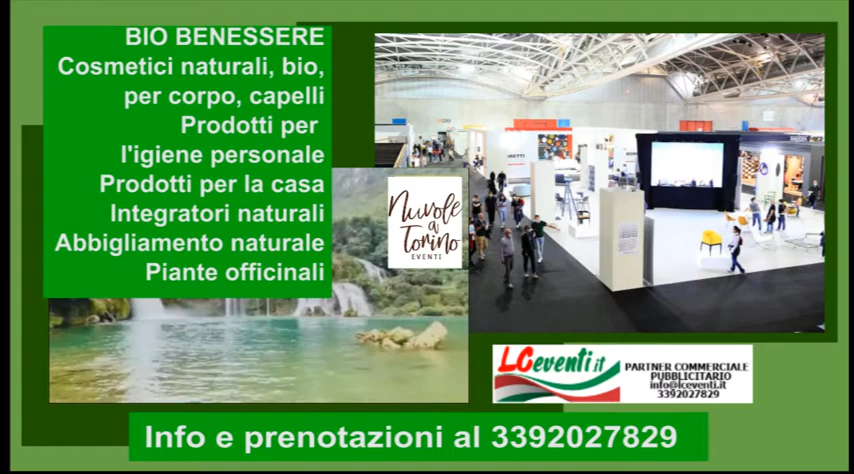 BIO BENESSERE
Cosmetici naturali, bio,
per corpo, capelli
Prodotti per
l'igiene personale
Prodotti per la casa
Integratori naturali
Abbigliamento naturale
Piante officinali
Nuvole
a
Torino
EVENTI
LCeventi.it
PARTNER COMMERCIALE
PUBBLICITARIO
info@lceventi.it
3392027829
Info e prenotazioni al 3392027829